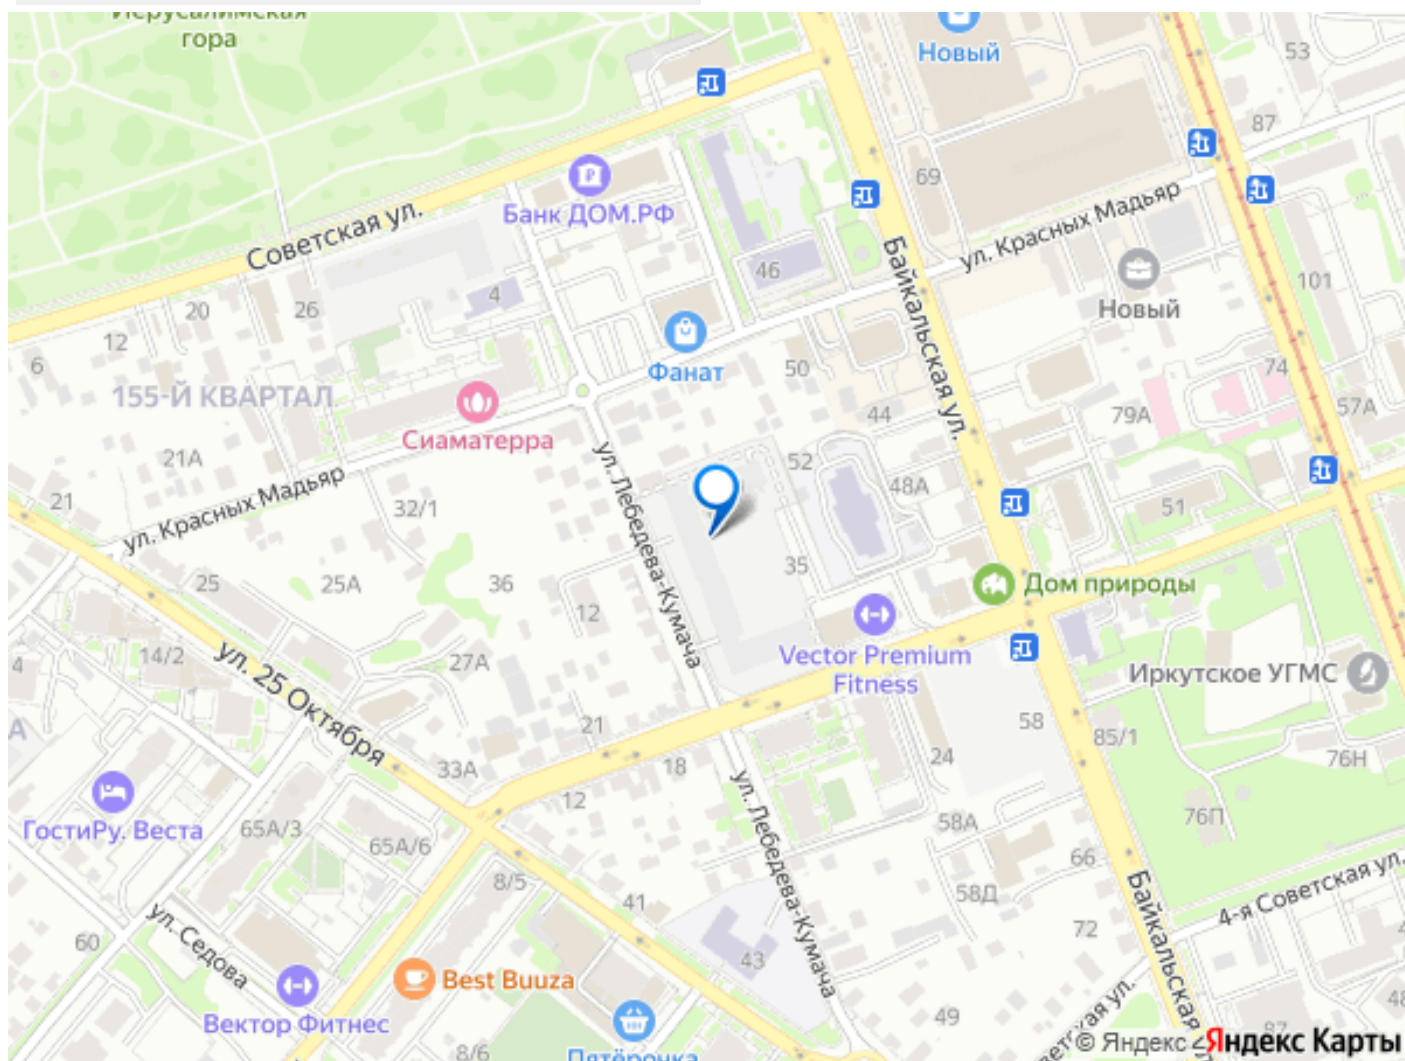 Иерусалимская
гора
Новый
53
87
69
Банк ДОМ.РФ
Советская ул.
ул. Красных Мадьяр
46
4
20
26
12
6
Байкальская ул.
101
Новый
Фанат
50
74
155-Й КВАРТАЛ
57А
79А
44
Сиаматерра
21А
52
48А
21
ул. Красных Мадьяр
32/1
ул. Лебедева-Кумача
51
25
25А
36
35
12
Дом природы
14/2
4
ул. 25 Октября
27А
Vector Premium
Fitness
Иркутское УГМС
А
21
58
85/1
33А
18
24
76Н
12
ГостиРу. Веста
65А/3
65А/6
ул. Лебедева-Кумача
58А
76П
66
8/5
58Д
Байкальская
4-я Советская ул.
41
ул. Седова
60
72
43
Best Buuza
Вектор Фитнес
49
48
8/6
Пятёрочка
87
© Яндекс
Яндекс Карты